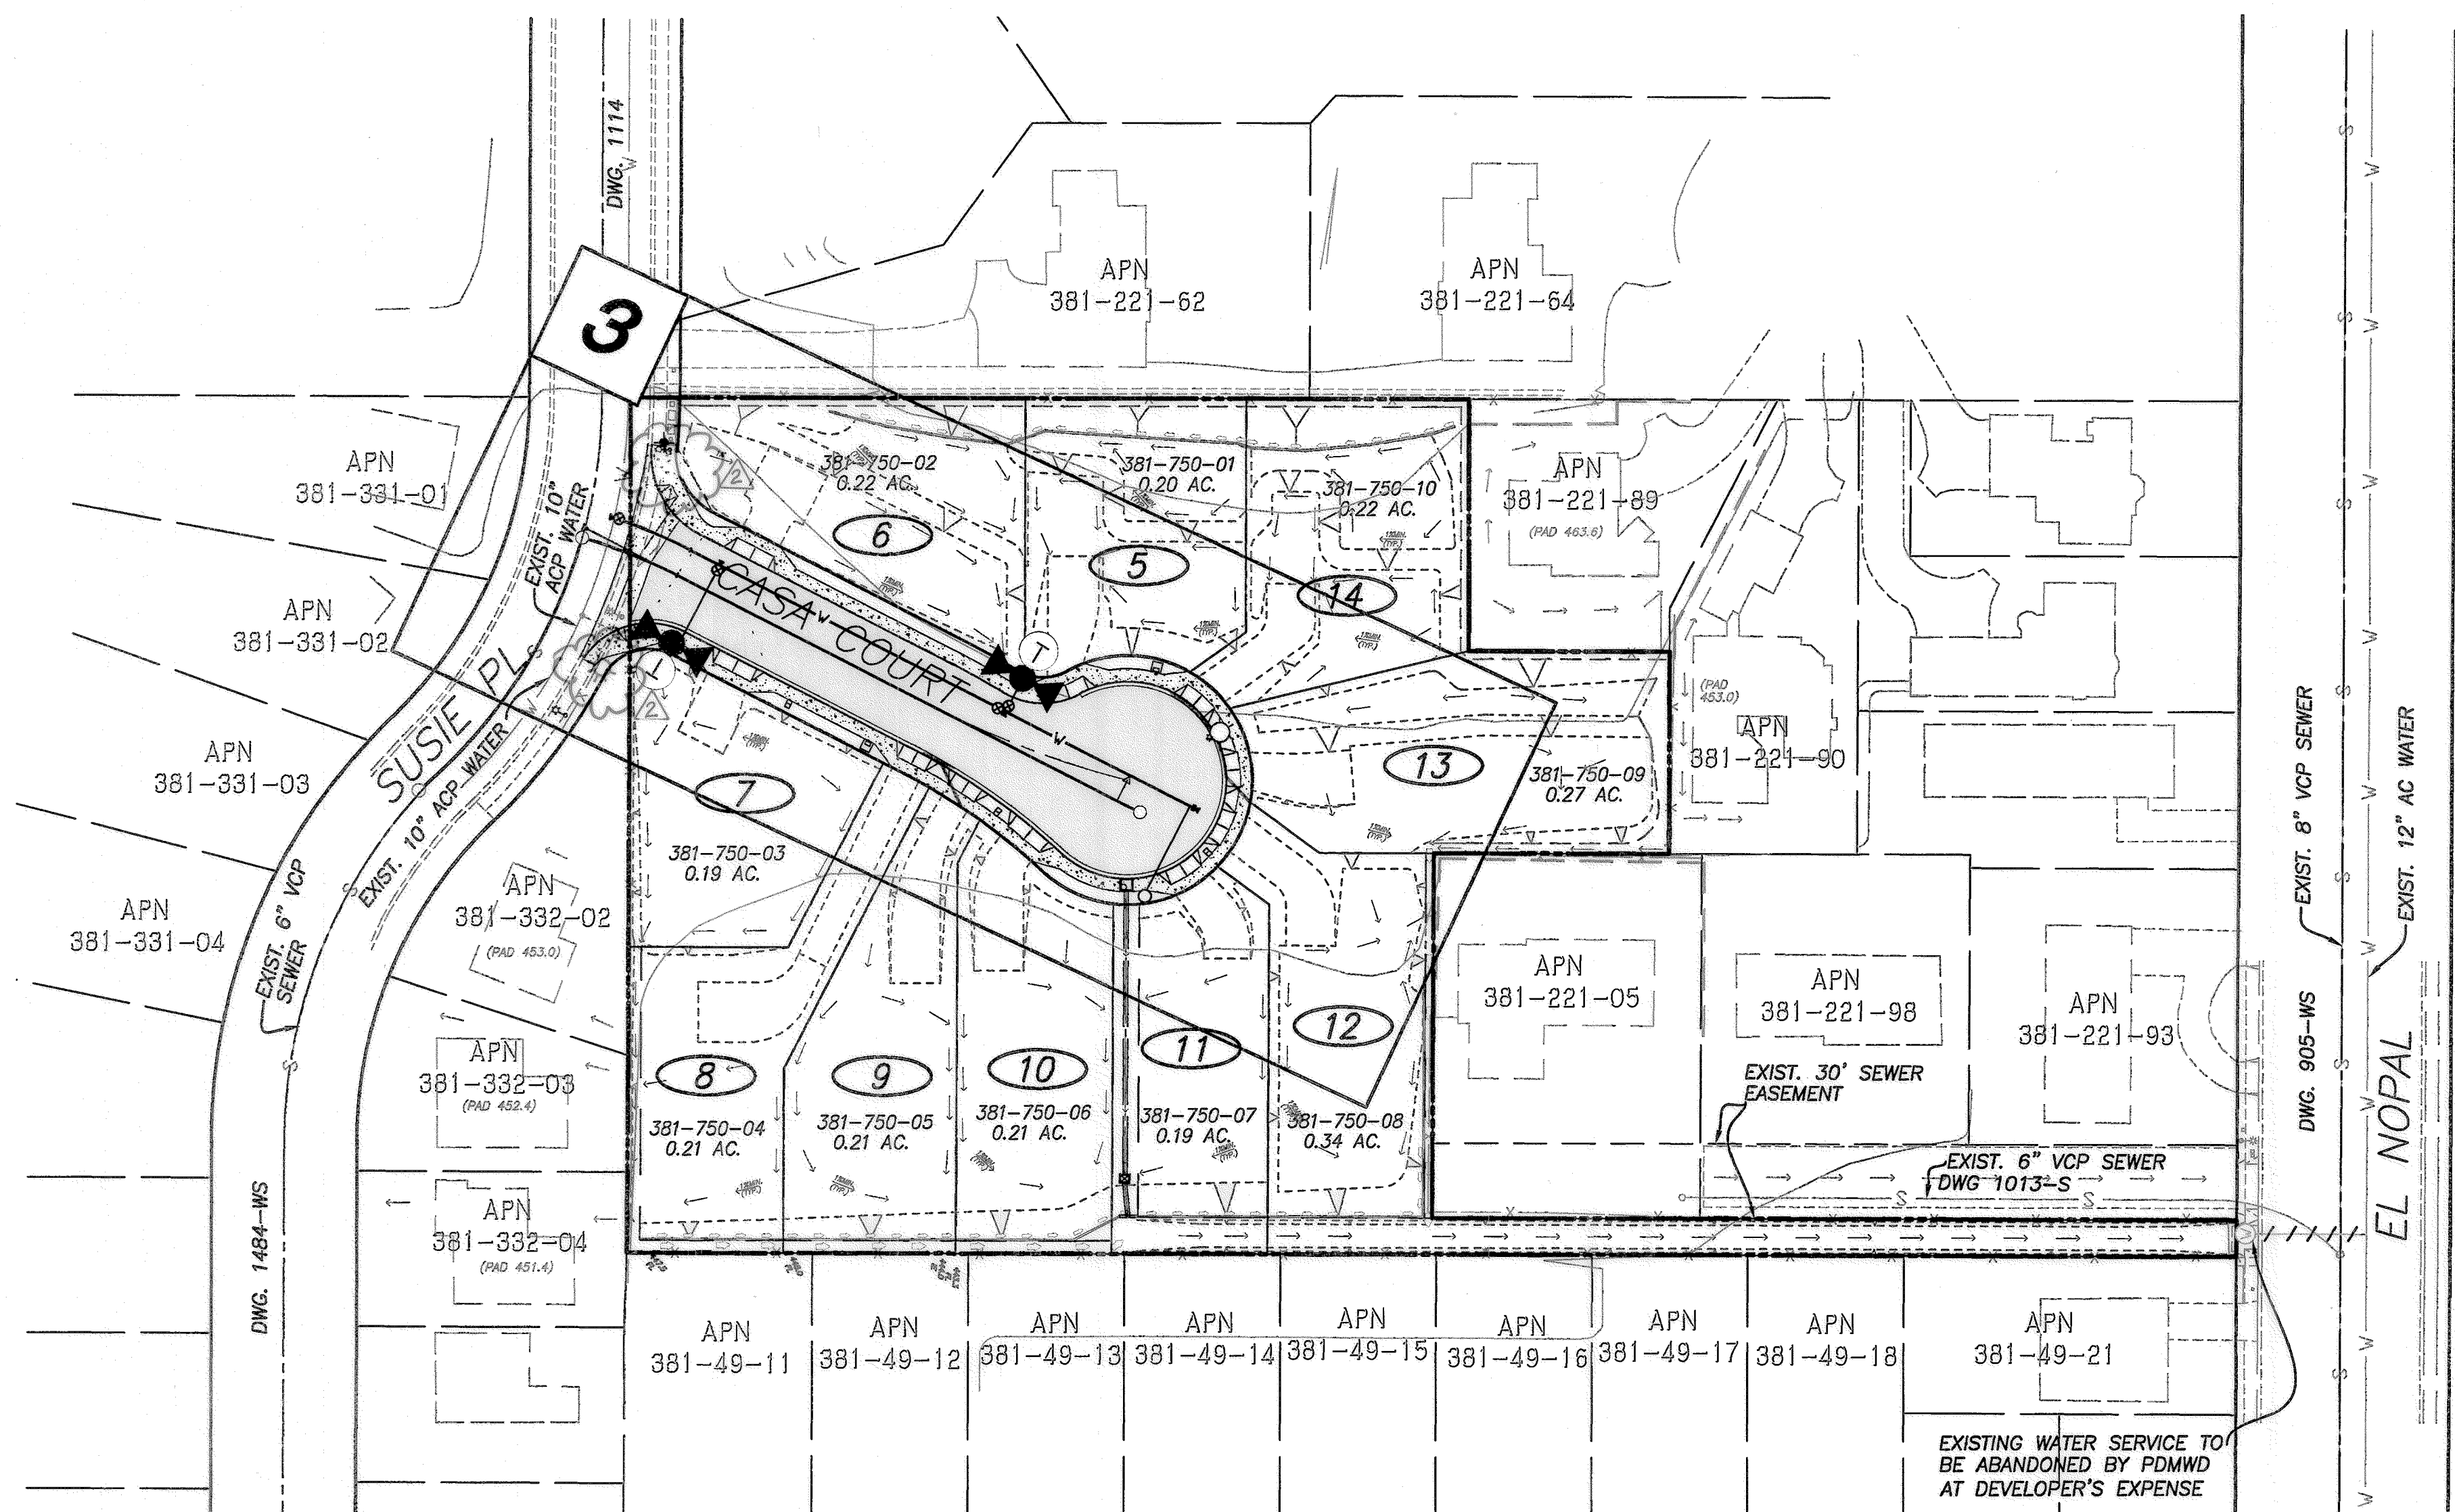 DWG. 1114
3
APN
381-221-62
APN
381-221-64
APN
381-331-01
EXIST. 10"
ACP WATER
2
381-750-02
0.22 AC.
6
381-750-01
0.20 AC.
5
381-750-10
0.22 AC.
14
APN
381-221-89
(PAD 463.6)
APN
381-331-02
CASA COURT
W
W
T
T
2
SUSIE PL
APN
381-331-03
EXIST. 10" ACP WATER
7
381-750-03
0.19 AC.
13
381-750-09
0.27 AC.
(PAD
453.0)
APN
381-221-90
APN
381-331-04
EXIST. 6" VCP
SEWER
APN
381-332-02
(PAD 453.0)
APN
381-332-03
(PAD 452.4)
APN
381-332-04
(PAD 451.4)
DWG. 1484-WS
8
381-750-04
0.21 AC.
9
381-750-05
0.21 AC.
10
381-750-06
0.21 AC.
11
381-750-07
0.19 AC.
12
381-750-08
0.34 AC.
APN
381-221-05
APN
381-221-98
APN
381-221-93
EXIST. 30' SEWER
EASEMENT
EXIST. 6" VCP SEWER
DWG 1013-S
S
S
EXIST. 8" VCP SEWER
EXIST. 12" AC WATER
DWG. 905-WS
EL NOPAL
APN
381-49-11
APN
381-49-12
APN
381-49-13
APN
381-49-14
APN
381-49-15
APN
381-49-16
APN
381-49-17
APN
381-49-18
APN
381-49-21
EXISTING WATER SERVICE TO
BE ABANDONED BY PDMWD
AT DEVELOPER'S EXPENSE